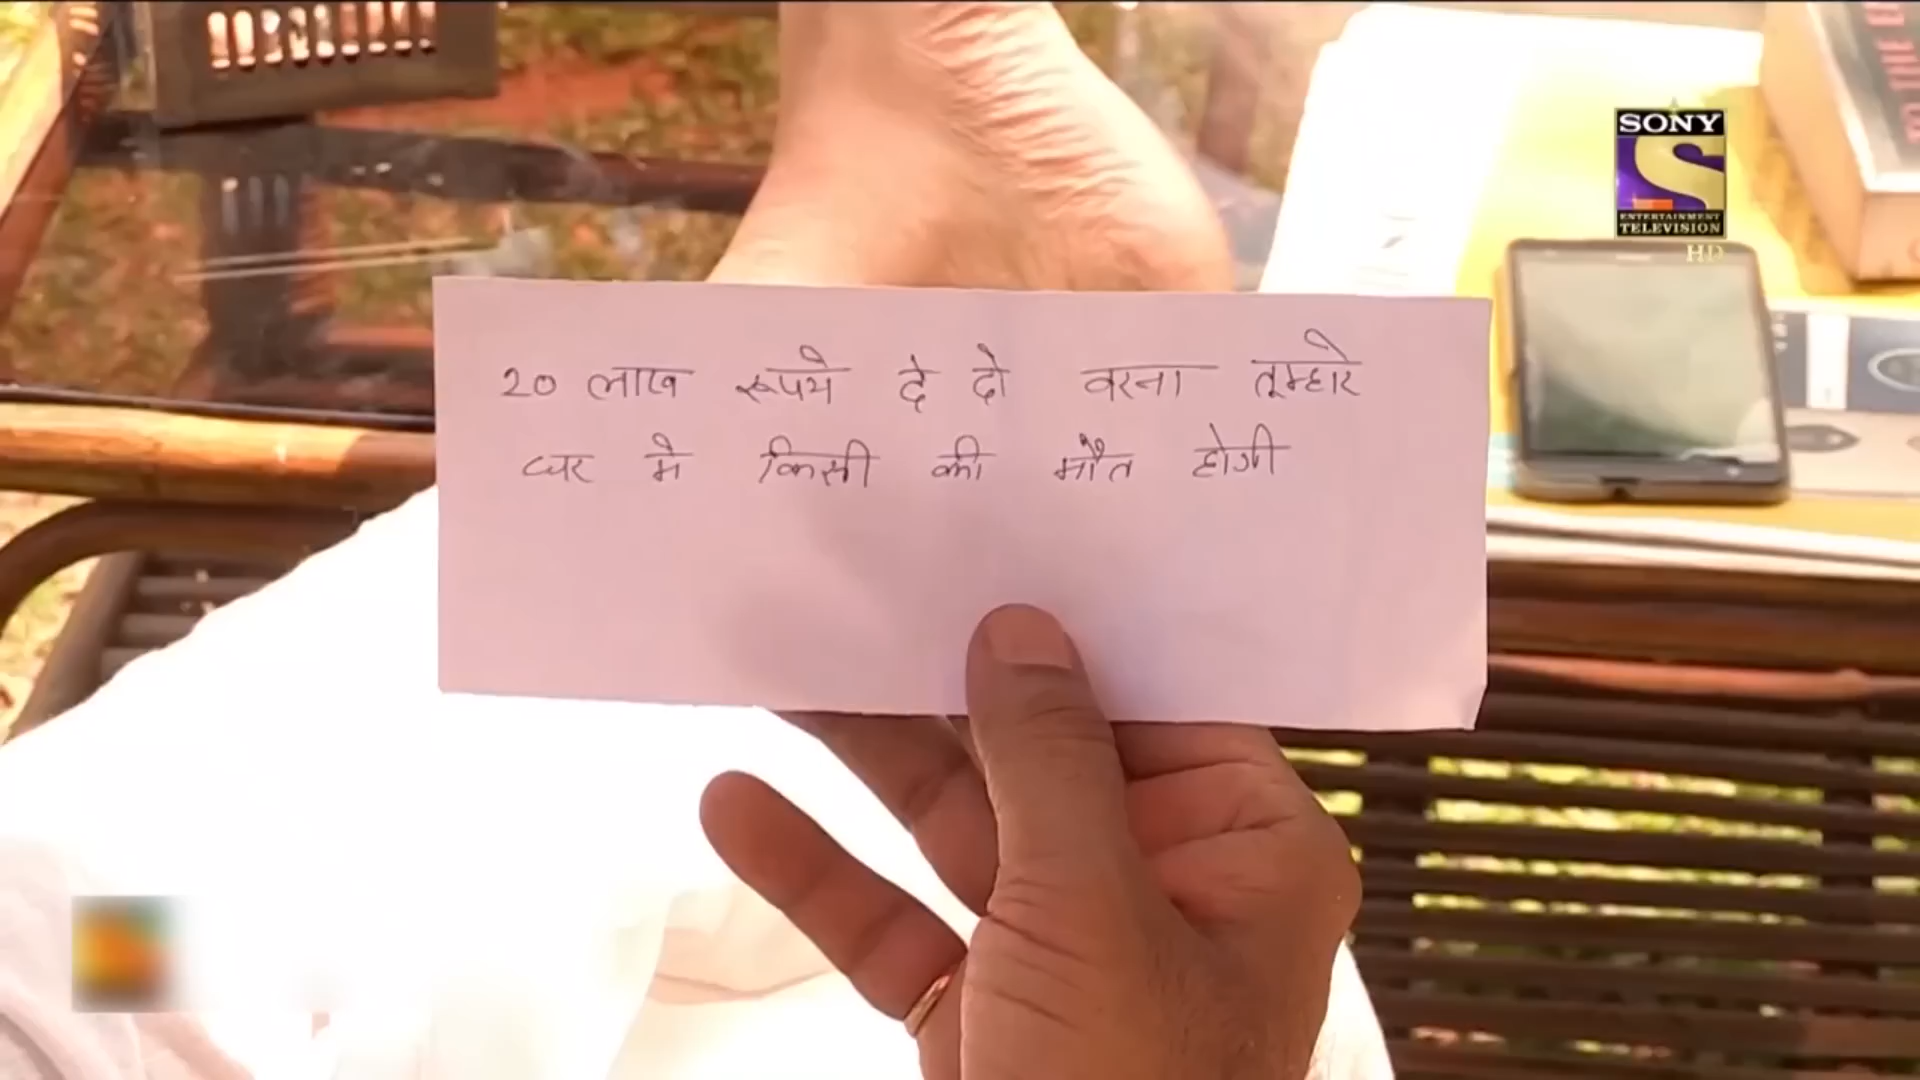 20 लाख रूपये दे दो वरना तूम्हारे
घर मे किसी की मौत होगी
SONY
ENTERTAINMENT
TELEVISION
HD